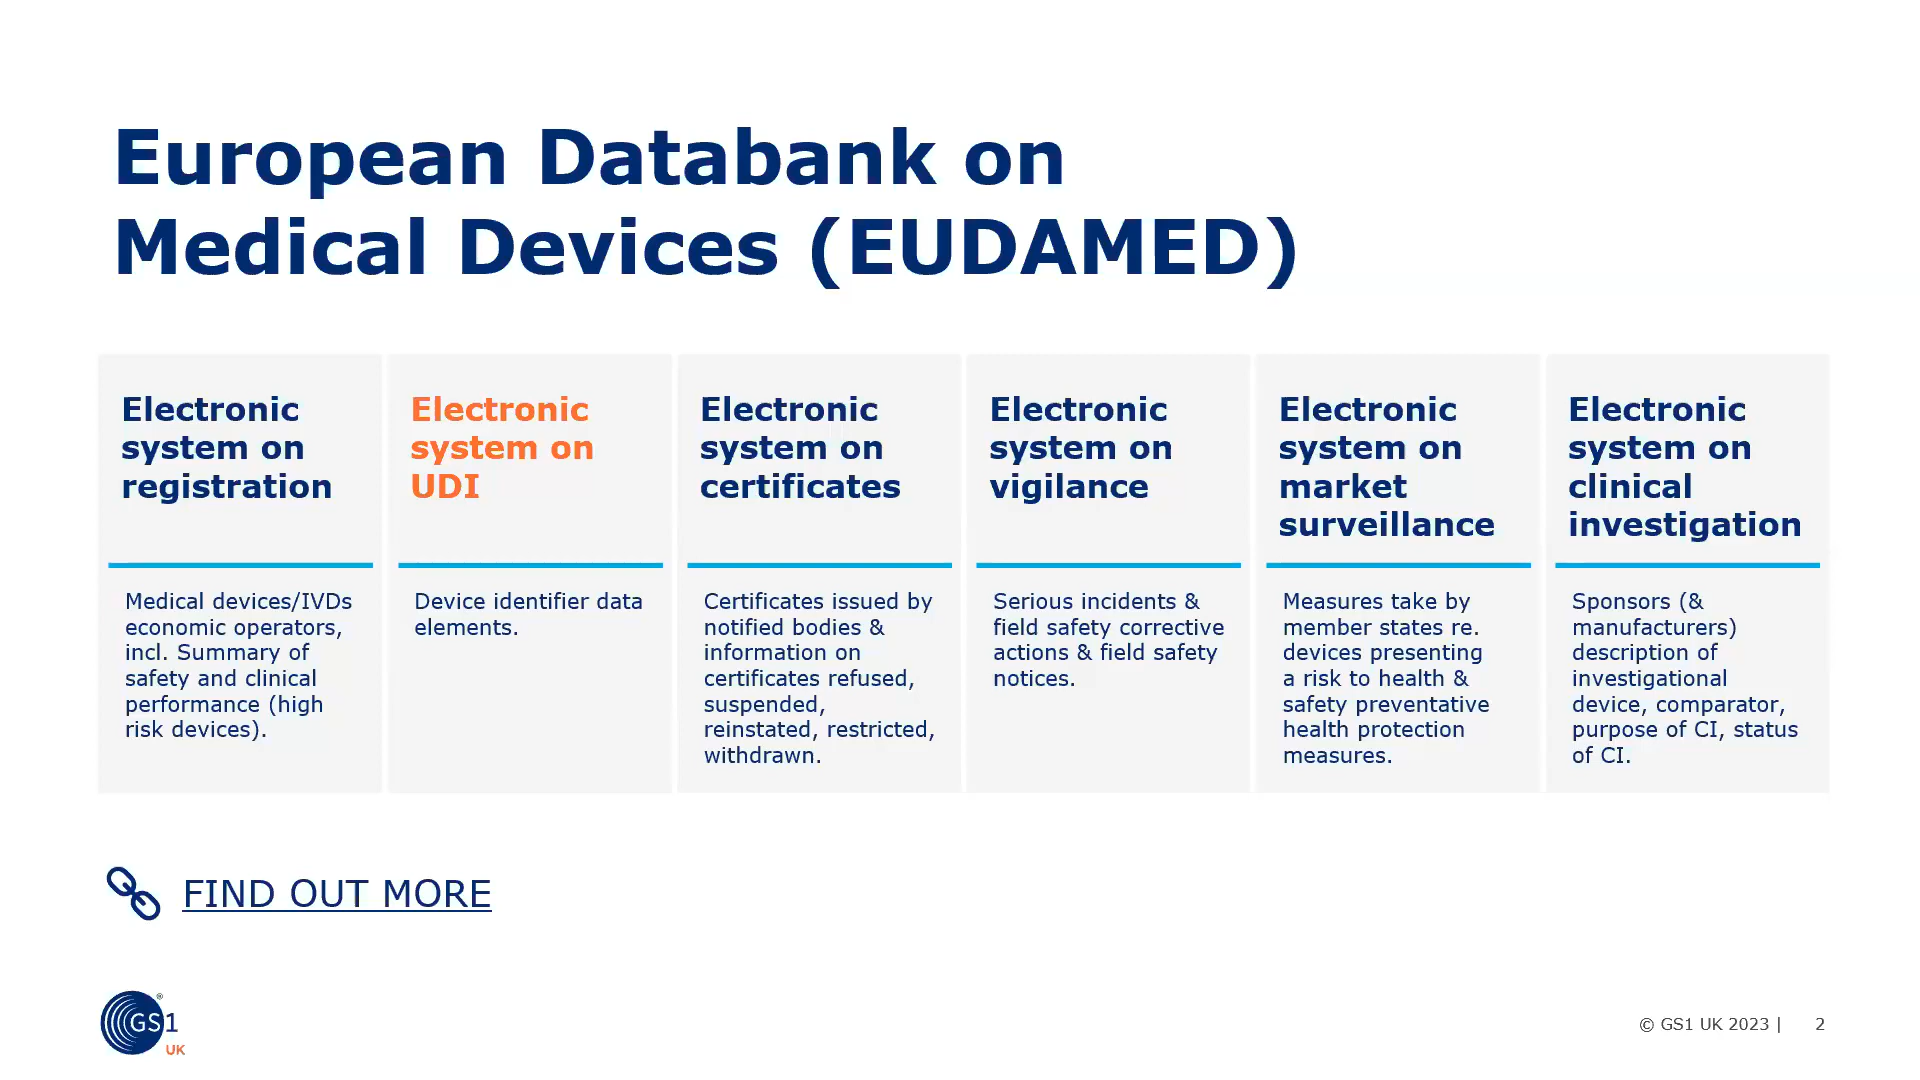 European Databank on
Medical Devices (EUDAMED)
Electronic
system on
registration
Medical devices/IVDs
economic operators,
incl. Summary of
safety and clinical
performance (high
risk devices).
Electronic
system on
UDI
Device identifier data
elements.
Electronic
system on
certificates
Certificates issued by
notified bodies &
information on
certificates refused,
suspended,
reinstated, restricted,
withdrawn.
Electronic
system on
vigilance
Serious incidents &
field safety corrective
actions & field safety
notices.
Electronic
system on
market
surveillance
Measures take by
member states re.
devices presenting
a risk to health &
safety preventative
health protection
measures.
Electronic
system on
clinical
investigation
Sponsors (&
manufacturers)
description of
investigational
device, comparator,
purpose of CI, status
of CI.
FIND OUT MORE
GS1 ®
UK
© GS1 UK 2023 | 2